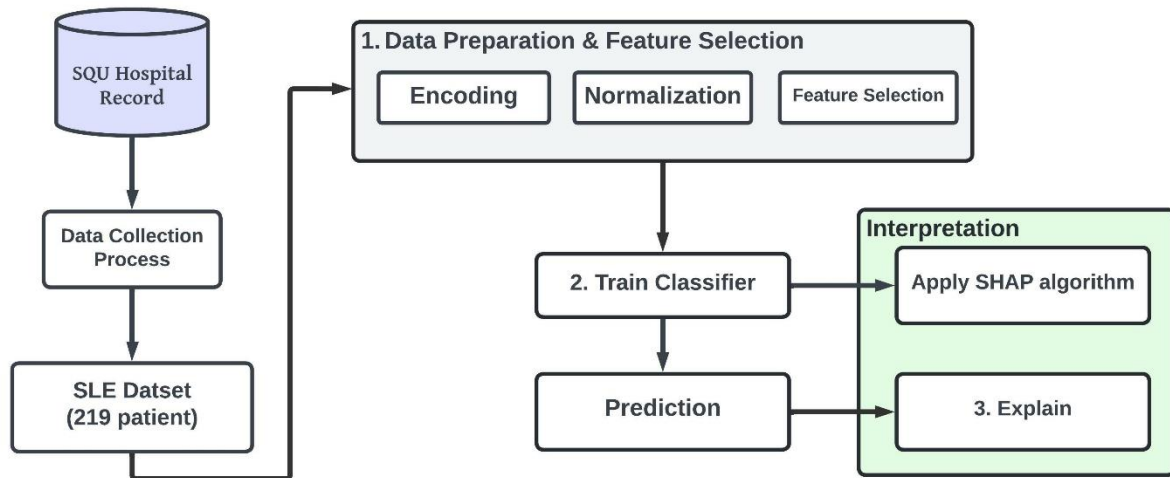 SQU Hospital
Record
Data Collection
Process
SLE Datset
(219 patient)
1. Data Preparation & Feature Selection
Encoding
Normalization
Feature Selection
2. Train Classifier
Prediction
Interpretation
Apply SHAP algorithm
3. Explain